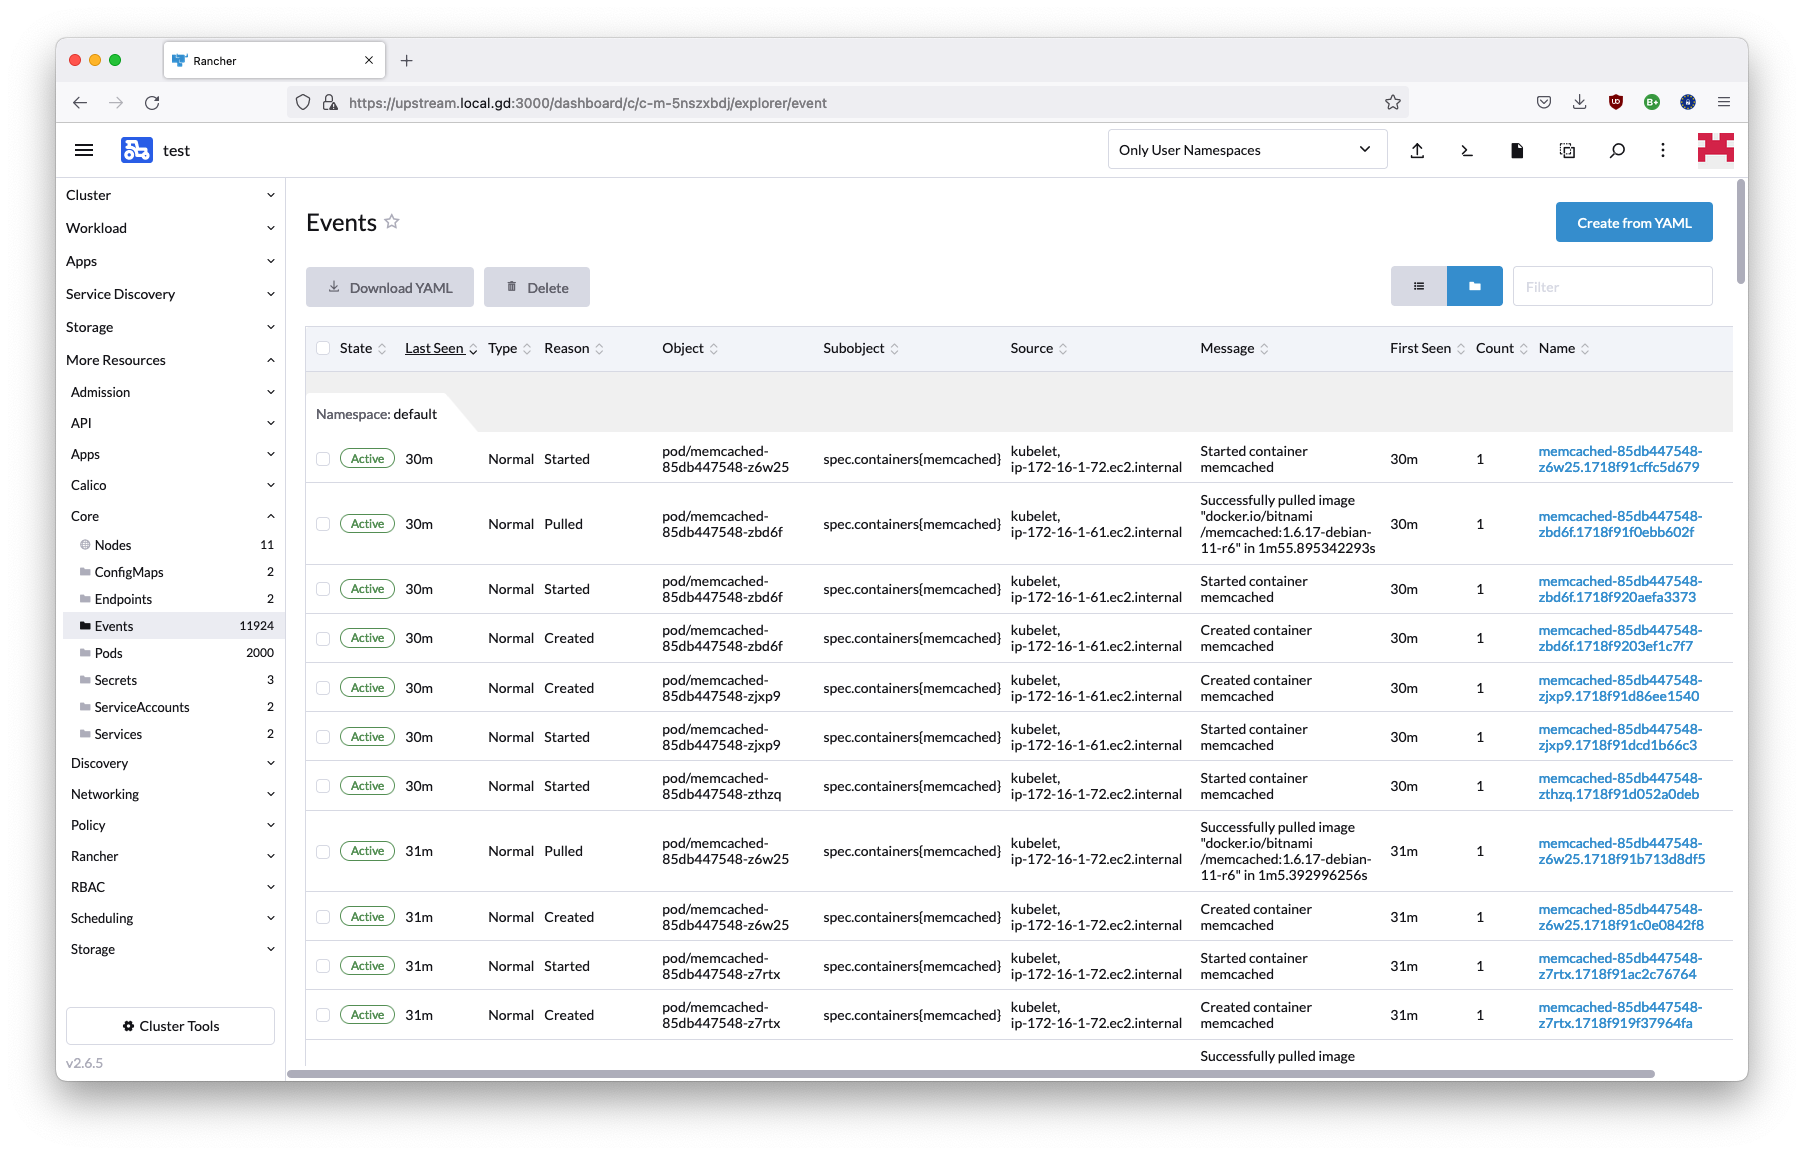 Rancher
https://upstream.local.gd:3000/dashboard/c/c-m-5nszxbdj/explorer/event
test
Only User Namespaces
Cluster
Workload
Apps
Service Discovery
Storage
More Resources
Admission
API
Apps
Calico
Core
Nodes 11
ConfigMaps 2
Endpoints 2
Events 11924
Pods 2000
Secrets 3
ServiceAccounts 2
Services 2
Discovery
Networking
Policy
Rancher
RBAC
Scheduling
Storage
Cluster Tools
v2.6.5
Events
Create from YAML
Download YAML
Delete
Filter
State Last Seen Type Reason Object Subobject Source Message First Seen Count Name
Namespace: default
Active 30m Normal Started pod/memcached- spec.containers{memcached} kubelet, Started container 30m 1 memcached-85db447548-
85db447548-z6w25 ip-172-16-1-72.ec2.internal memcached z6w25.1718f91cffc5d679
Successfully pulled image
Active 30m Normal Pulled pod/memcached- spec.containers{memcached} kubelet, "docker.io/bitnami 30m 1 memcached-85db447548-
85db447548-zbd6f ip-172-16-1-61.ec2.internal /memcached:1.6.17-debian- zbd6f.1718f91f0ebb602f
11-r6" in 1m55.895342293s
Active 30m Normal Started pod/memcached- spec.containers{memcached} kubelet, Started container 30m 1 memcached-85db447548-
85db447548-zbd6f ip-172-16-1-61.ec2.internal memcached zbd6f.1718f920aefa3373
Active 30m Normal Created pod/memcached- spec.containers{memcached} kubelet, Created container 30m 1 memcached-85db447548-
85db447548-zbd6f ip-172-16-1-61.ec2.internal memcached zbd6f.1718f9203ef1c7f7
Active 30m Normal Created pod/memcached- spec.containers{memcached} kubelet, Created container 30m 1 memcached-85db447548-
85db447548-zjxp9 ip-172-16-1-61.ec2.internal memcached zjxp9.1718f91d86ee1540
Active 30m Normal Started pod/memcached- spec.containers{memcached} kubelet, Started container 30m 1 memcached-85db447548-
85db447548-zjxp9 ip-172-16-1-61.ec2.internal memcached zjxp9.1718f91dcd1b66c3
Active 30m Normal Started pod/memcached- spec.containers{memcached} kubelet, Started container 30m 1 memcached-85db447548-
85db447548-zthzq ip-172-16-1-72.ec2.internal memcached zthzq.1718f91d052a0deb
Successfully pulled image
Active 31m Normal Pulled pod/memcached- spec.containers{memcached} kubelet, "docker.io/bitnami 31m 1 memcached-85db447548-
85db447548-z6w25 ip-172-16-1-72.ec2.internal /memcached:1.6.17-debian- z6w25.1718f91b713d8df5
11-r6" in 1m5.392996256s
Active 31m Normal Created pod/memcached- spec.containers{memcached} kubelet, Created container 31m 1 memcached-85db447548-
85db447548-z6w25 ip-172-16-1-72.ec2.internal memcached z6w25.1718f91c0e0842f8
Active 31m Normal Started pod/memcached- spec.containers{memcached} kubelet, Started container 31m 1 memcached-85db447548-
85db447548-z7rtx ip-172-16-1-72.ec2.internal memcached z7rtx.1718f91ac2c76764
Active 31m Normal Created pod/memcached- spec.containers{memcached} kubelet, Created container 31m 1 memcached-85db447548-
85db447548-z7rtx ip-172-16-1-72.ec2.internal memcached z7rtx.1718f919f37964fa
Successfully pulled image